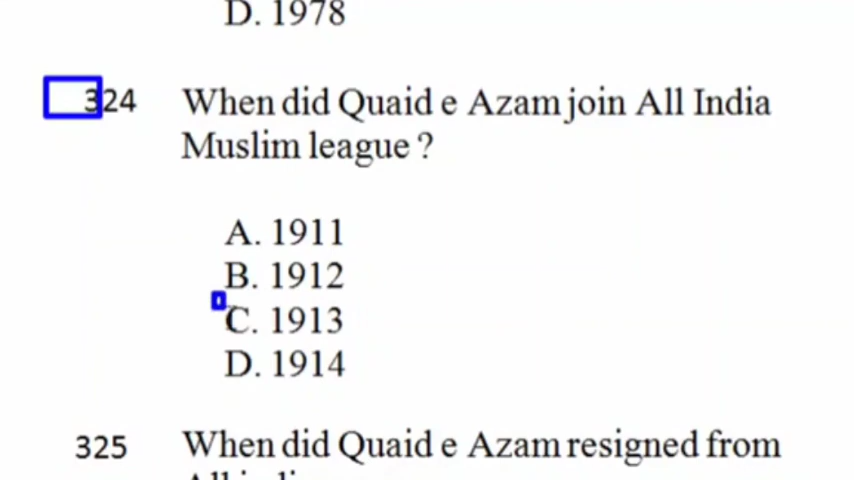 D. 1978
324 When did Quaid e Azam join All India
Muslim league ?
A. 1911
B. 1912
C. 1913
D. 1914
325 When did Quaid e Azam resigned from